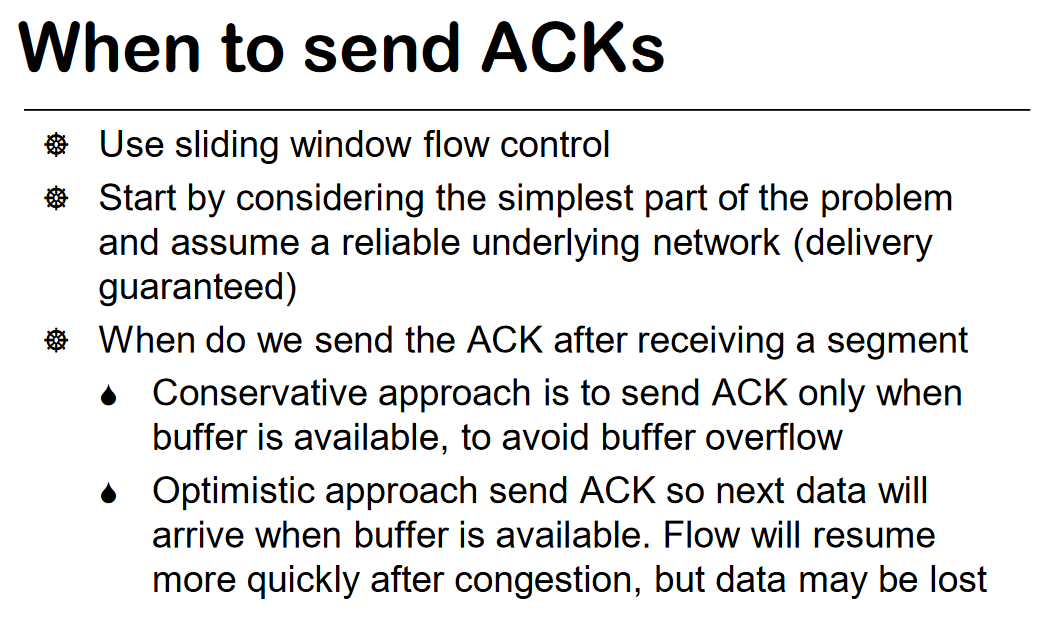 When to send ACKs
Use sliding window flow control
Start by considering the simplest part of the problem
and assume a reliable underlying network (delivery
guaranteed)
When do we send the ACK after receiving a segment
Conservative approach is to send ACK only when
buffer is available, to avoid buffer overflow
Optimistic approach send ACK so next data will
arrive when buffer is available. Flow will resume
more quickly after congestion, but data may be lost